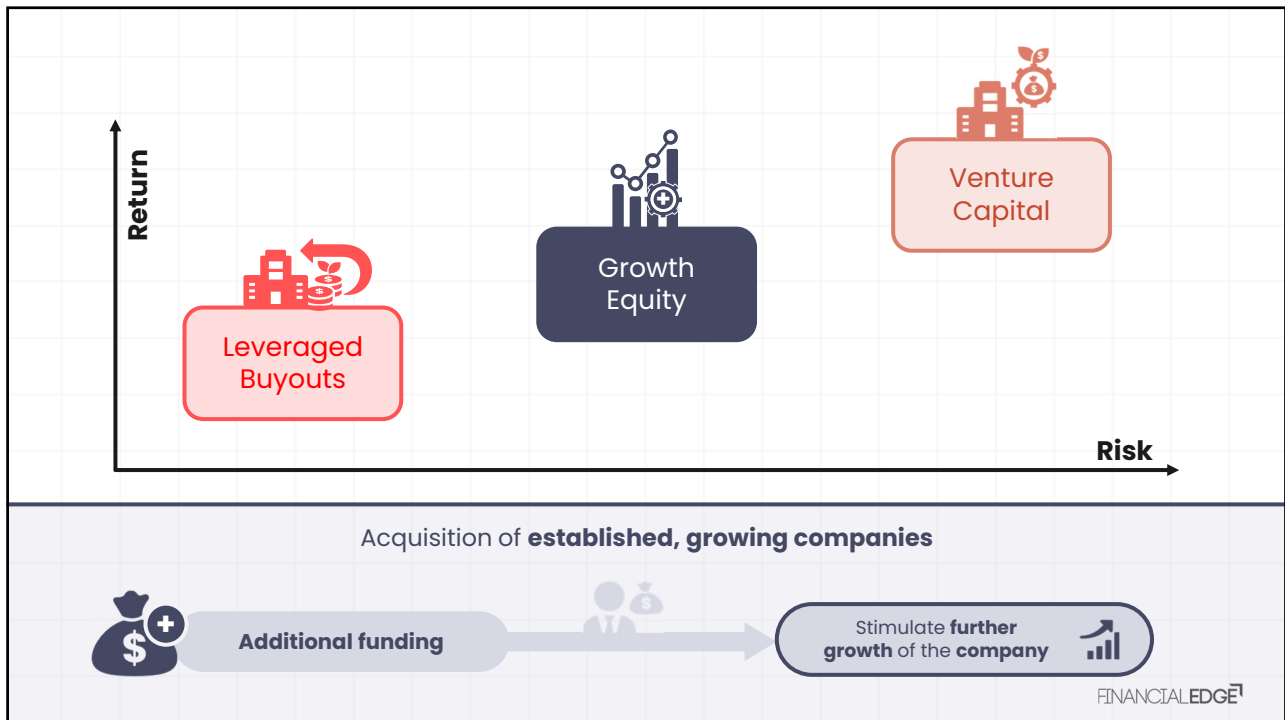 Return
Venture
Capital
Growth
Equity
Leveraged
Buyouts
Risk
Acquisition of established, growing companies
$
Additional funding
$
Stimulate further
growth of the company
FINANCIALEDGE